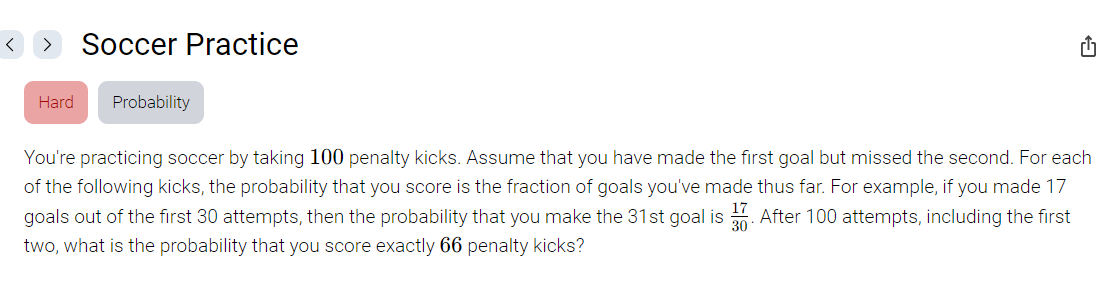 Soccer Practice
Hard
Probability
You're practicing soccer by taking 100 penalty kicks. Assume that you have made the first goal but missed the second. For each
of the following kicks, the probability that you score is the fraction of goals you've made thus far. For example, if you made 17
goals out of the first 30 attempts, then the probability that you make the 31st goal is 17/30. After 100 attempts, including the first
two, what is the probability that you score exactly 66 penalty kicks?